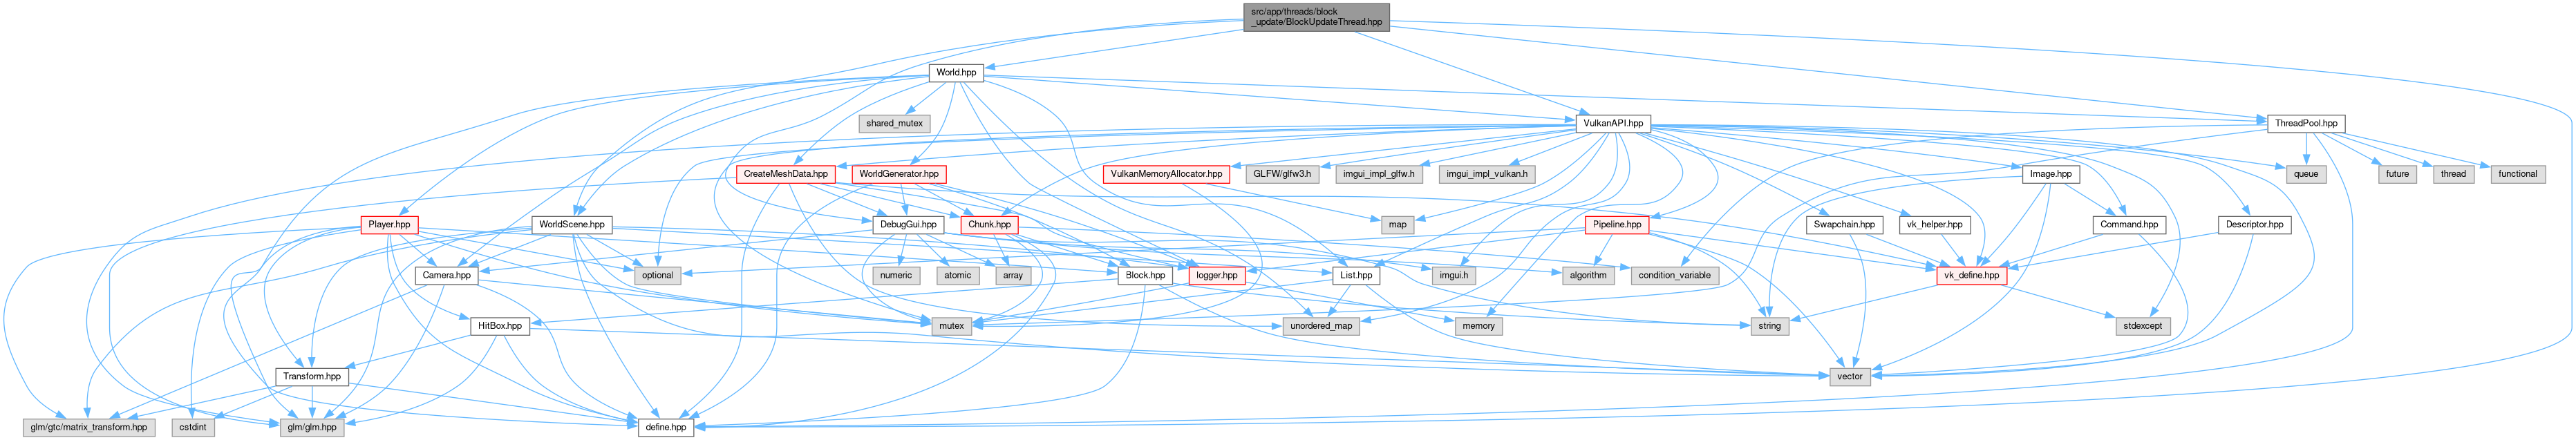 src/app/threads/block
_update/BlockUpdateThread.hpp
World.hpp
shared_mutex
VulkanAPI.hpp
ThreadPool.hpp
CreateMeshData.hpp
WorldGenerator.hpp
VulkanMemoryAllocator.hpp
GLFW/glfw3.h
imgui_impl_glfw.h
imgui_impl_vulkan.h
Image.hpp
queue
future
thread
functional
Player.hpp
WorldScene.hpp
DebugGui.hpp
Chunk.hpp
map
Pipeline.hpp
Swapchain.hpp
vk_helper.hpp
Command.hpp
Descriptor.hpp
Camera.hpp
optional
numeric
atomic
array
Block.hpp
logger.hpp
List.hpp
imgui.h
algorithm
condition_variable
vk_define.hpp
HitBox.hpp
mutex
unordered_map
memory
string
stdexcept
Transform.hpp
vector
glm/gtc/matrix_transform.hpp
cstdint
glm/glm.hpp
define.hpp